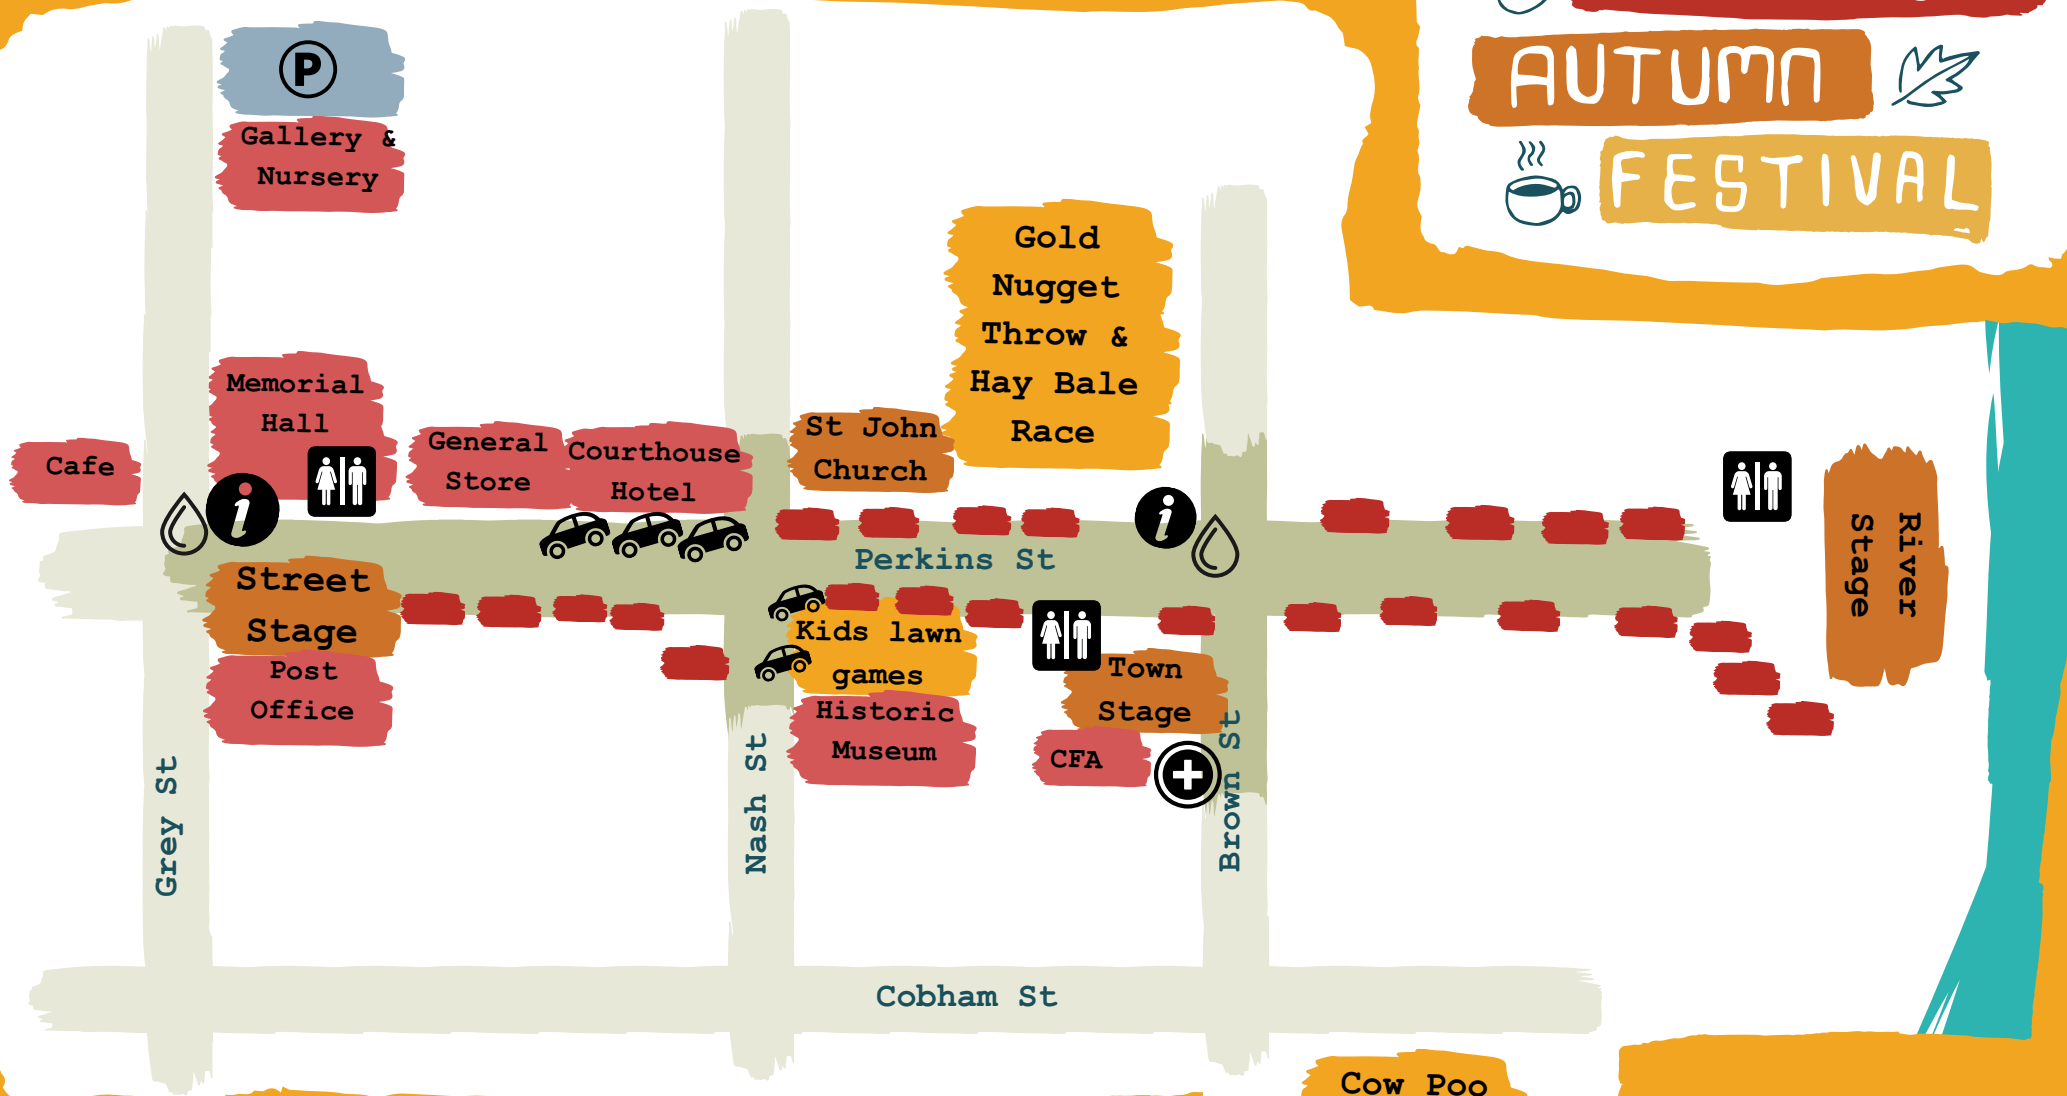 AUTUMN
FESTIVAL
P
Gallery &
Nursery
Gold
Nugget
Throw &
Hay Bale
Race
Memorial
Hall
Cafe
General
Store
Courthouse
Hotel
St John
Church
i
i
River
Stage
Perkins St
Street
Stage
Post
Office
Kids lawn
games
Historic
Museum
Town
Stage
CFA
Grey St
Nash St
Brown St
Cobham St
Cow Poo